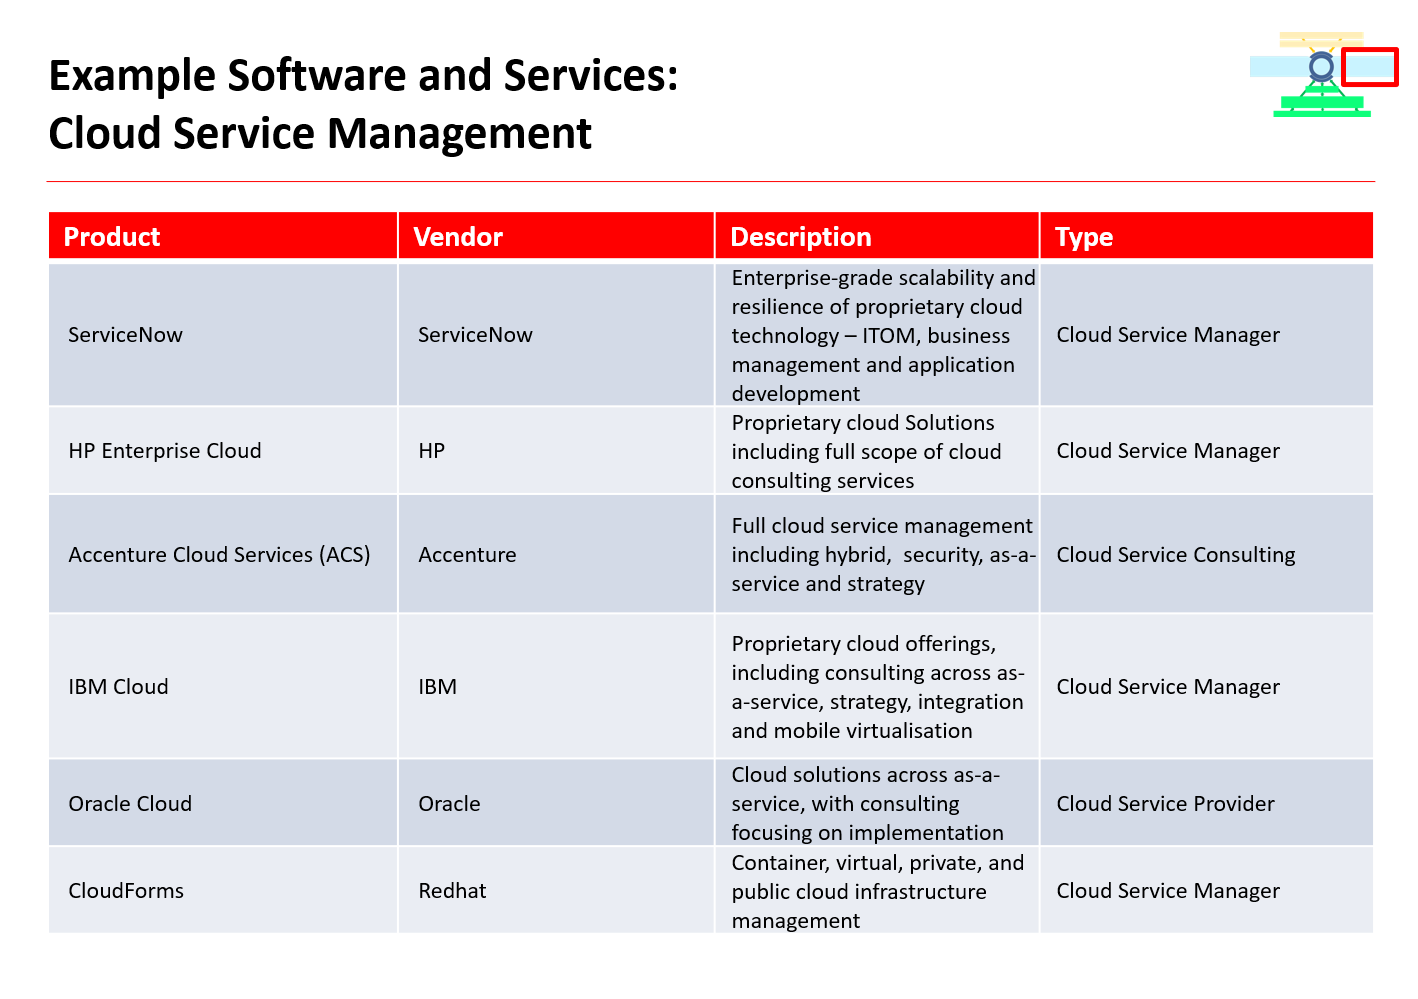 Example Software and Services:
Cloud Service Management
Product
Vendor
Description
Type
ServiceNow
ServiceNow
Enterprise-grade scalability and
resilience of proprietary cloud
technology – ITOM, business
management and application
development
Cloud Service Manager
HP Enterprise Cloud
HP
Proprietary cloud Solutions
including full scope of cloud
consulting services
Cloud Service Manager
Accenture Cloud Services (ACS)
Accenture
Full cloud service management
including hybrid,  security, as-a-
service and strategy
Cloud Service Consulting
IBM Cloud
IBM
Proprietary cloud offerings,
including consulting across as-
a-service, strategy, integration
and mobile virtualisation
Cloud Service Manager
Oracle Cloud
Oracle
Cloud solutions across as-a-
service, with consulting
focusing on implementation
Cloud Service Provider
CloudForms
Redhat
Container, virtual, private, and
public cloud infrastructure
management
Cloud Service Manager